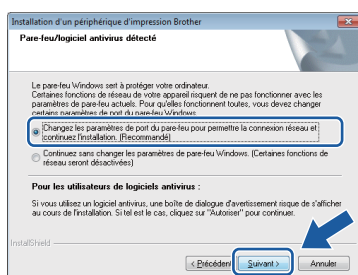 Installation d'un périphérique d'impression Brother
Pare-feu/logiciel antivirus détecté
Le pare-feu Windows sert à protéger votre ordinateur.
Certaines fonctions de réseau de votre appareil risquent de ne pas fonctionner avec les
paramètres de pare-feu actuels. Pour qu'elles fonctionnent toutes, vous devez changer
certains paramètres de port du pare-feu Windows.
Changez les paramètres de port du pare-feu pour permettre la connexion réseau et
continuez l'installation. (Recommandé)
Continuez sans changer les paramètres de pare-feu Windows. (Certaines fonctions de
réseau seront désactivées)
Pour les utilisateurs de logiciels antivirus :
Si vous utilisez un logiciel antivirus, une boîte de dialogue d'avertissement risque de s'afficher
au cours de l'installation. Si tel est le cas, cliquez sur "Autoriser" pour continuer.
InstallShield
< Précédent Suivant > Annuler